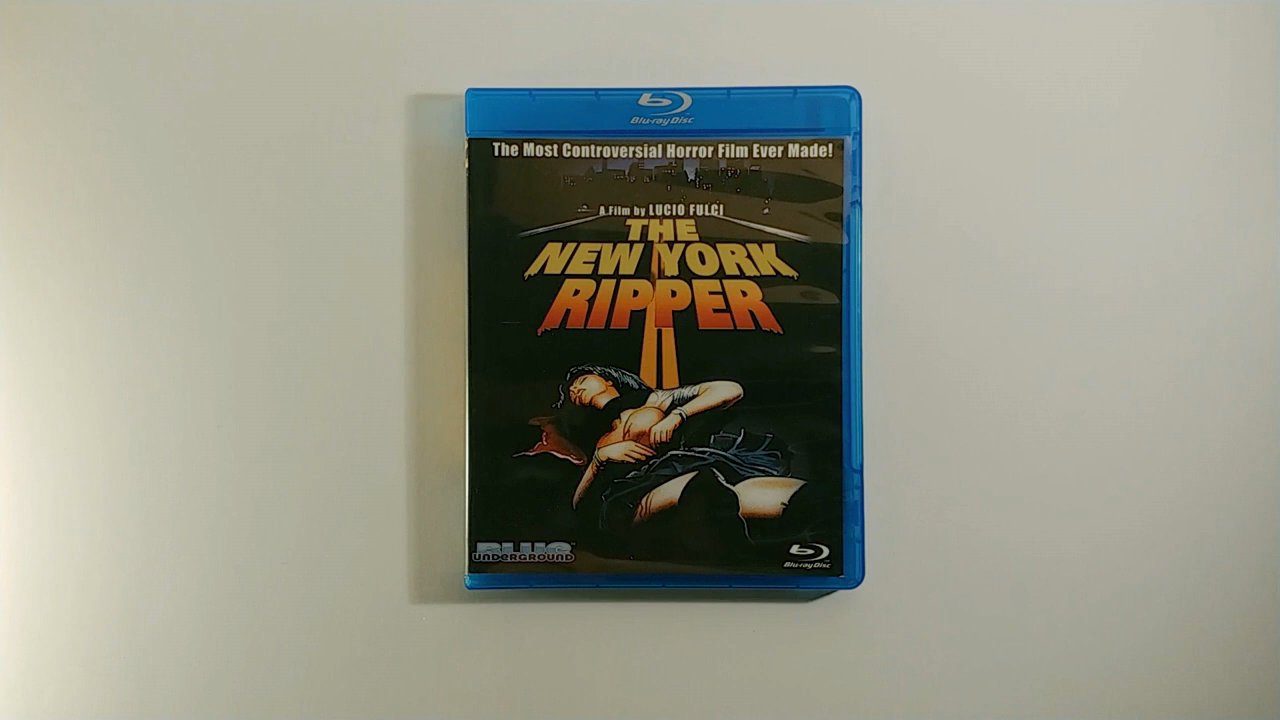 Blu-ray Disc
The Most Controversial Horror Film Ever Made!
A Film by LUCIO FULCI
THE
NEW YORK
RIPPER
BLUE
UNDERGROUND
Blu-ray Disc